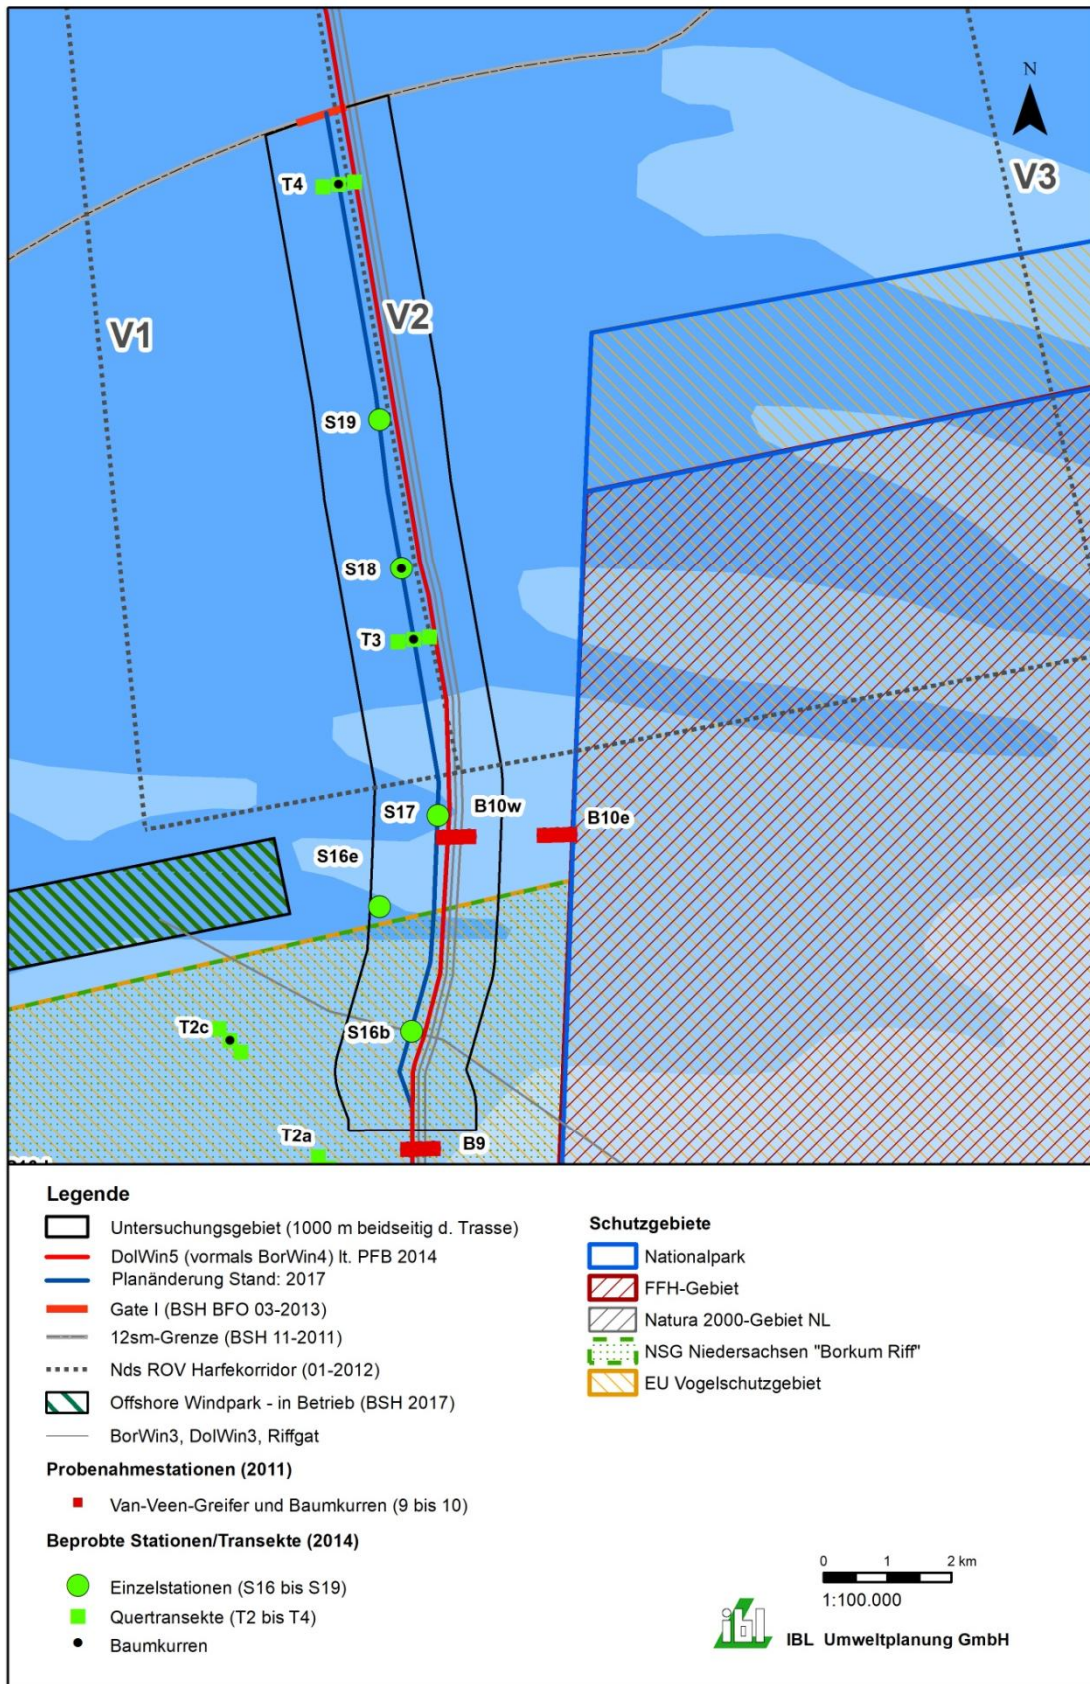 N
V3
T4
V1
V2
S19
S18
T3
S17
B10w
B10e
S16e
T2c
S16b
T2a
B9
Legende
Untersuchungsgebiet (1000 m beidseitig d. Trasse)
DolWin5 (vormals BorWin4) lt. PFB 2014
Planänderung Stand: 2017
Gate I (BSH BFO 03-2013)
12sm-Grenze (BSH 11-2011)
Nds ROV Harfekorridor (01-2012)
Offshore Windpark - in Betrieb (BSH 2017)
BorWin3, DolWin3, Riffgat
Probenahmestationen (2011)
Van-Veen-Greifer und Baumkurren (9 bis 10)
Beprobte Stationen/Transekte (2014)
Einzelstationen (S16 bis S19)
Quertransekte (T2 bis T4)
Baumkurren
Schutzgebiete
Nationalpark
FFH-Gebiet
Natura 2000-Gebiet NL
NSG Niedersachsen "Borkum Riff"
EU Vogelschutzgebiet
0 1 2 km
1:100.000
ibl IBL Umweltplanung GmbH